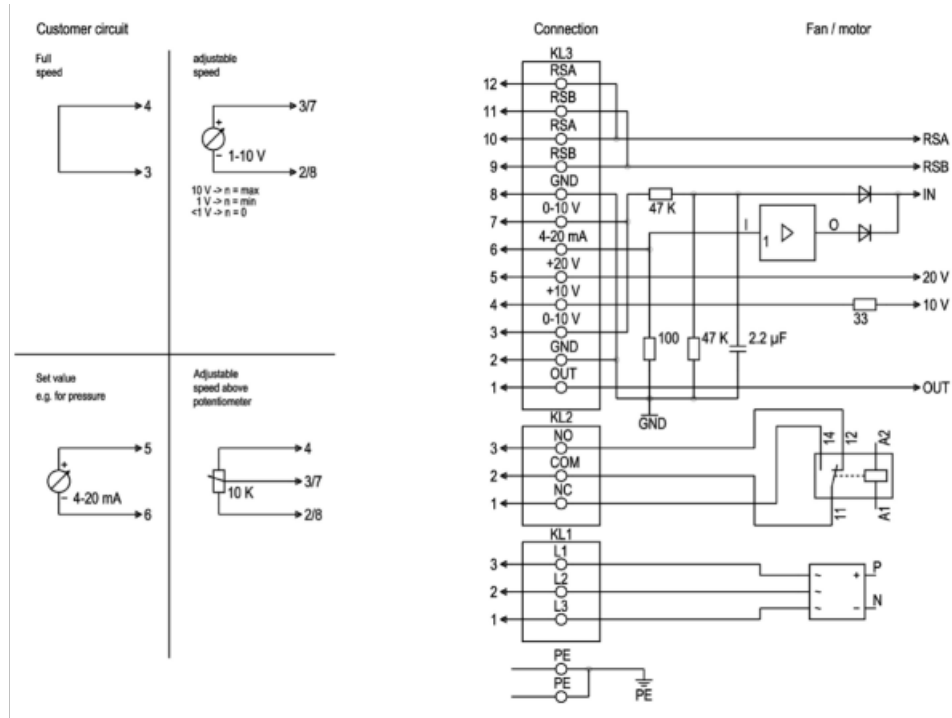 Customer circuit
Full
speed
4
3
adjustable
speed
+
3/7
− 1-10 V
2/8
10 V -> n = max
1 V -> n = min
<1 V -> n = 0
Set value
e.g. for pressure
+
5
− 4-20 mA
6
Adjustable
speed above
potentiometer
4
3/7
10 K
2/8
Connection
Fan / motor
KL3
RSA
12
RSB
11
RSA
10
RSA
RSB
9
RSB
GND
8
IN
0-10 V
47 K
7
4-20 mA
I
1
O
6
+20 V
5
20 V
+10 V
4
10 V
33
0-10 V
3
100
47 K
2.2 µF
GND
2
OUT
1
OUT
GND
KL2
NO
3
COM
2
NC
1
14
12
A2
11
A1
KL1
L1
3
L2
2
L3
1
~
+
P
~
~
−
N
PE
PE
PE